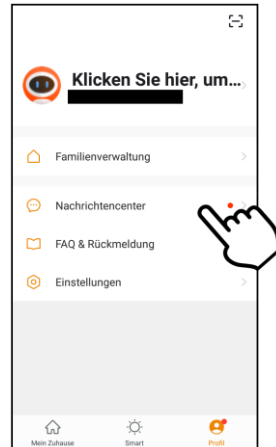 Klicken Sie hier, um...
Familienverwaltung
Nachrichtencenter
FAQ & Rückmeldung
Einstellungen
Mein Zuhause
Smart
Profil